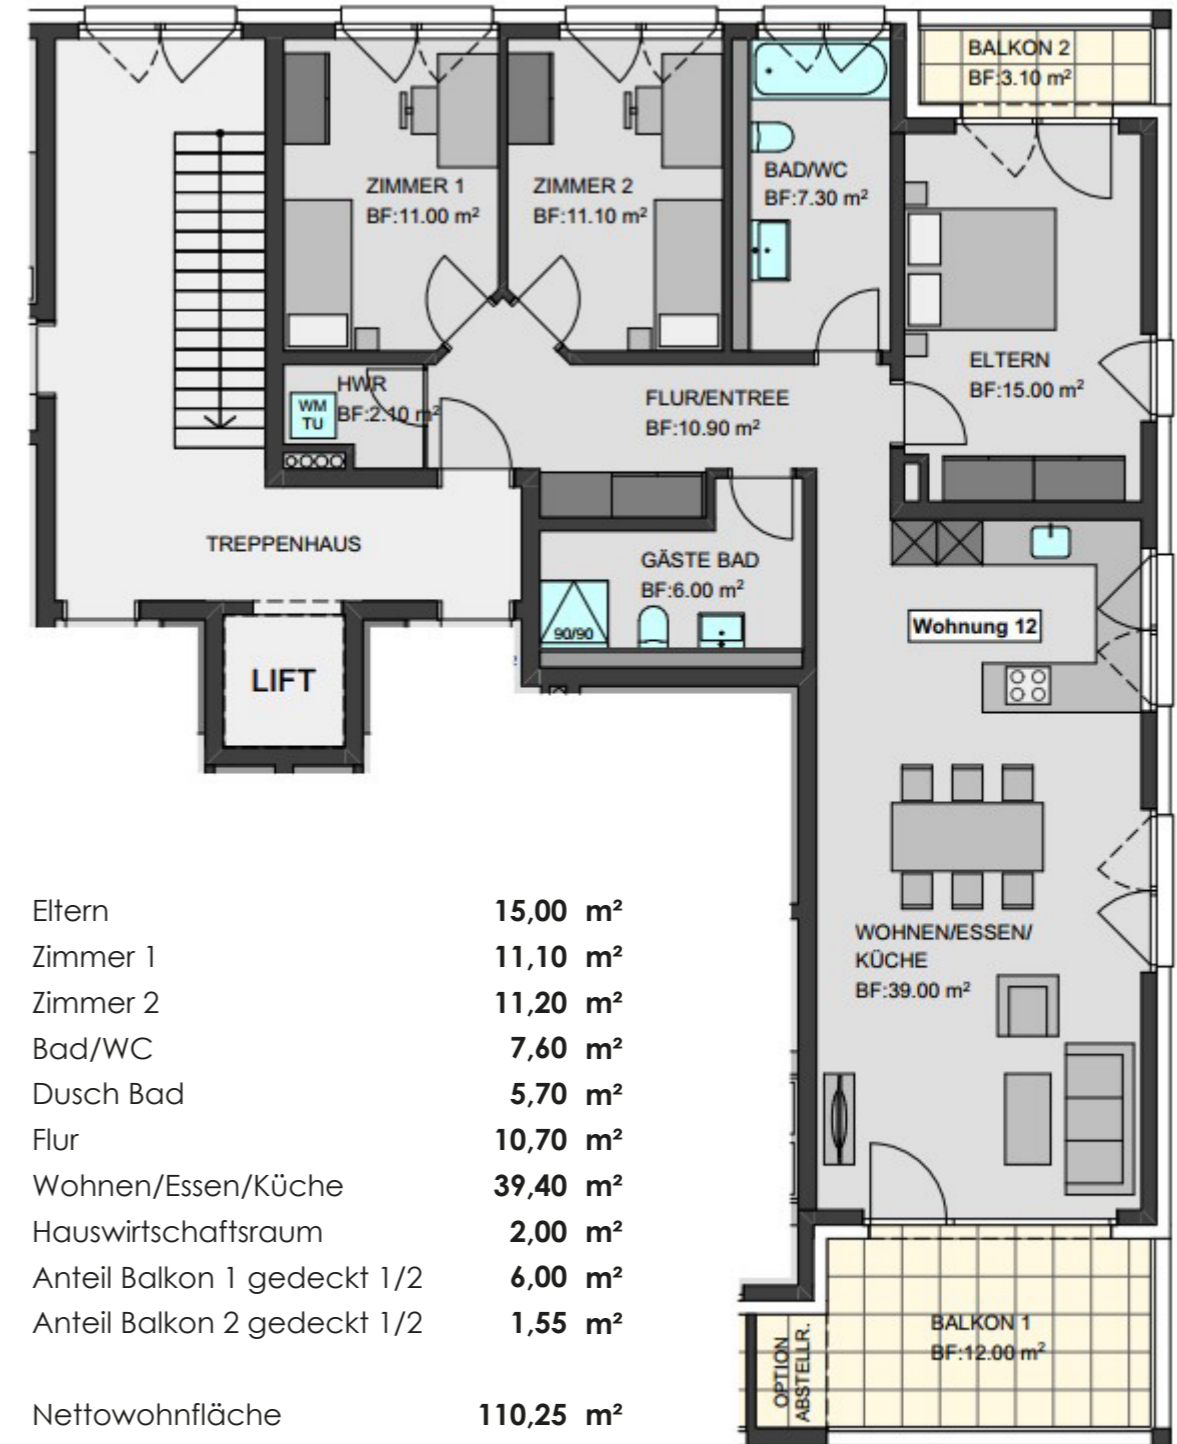 BALKON 2
BF:3.10 m²
ZIMMER 1
BF:11.00 m²
ZIMMER 2
BF:11.10 m²
BAD/WC
BF:7.30 m²
ELTERN
BF:15.00 m²
HWR
BF:2.10 m²
WM
TU
FLUR/ENTREE
BF:10.90 m²
TREPPENHAUS
GÄSTE BAD
BF:6.00 m²
90/90
Wohnung 12
LIFT
WOHNEN/ESSEN/
KÜCHE
BF:39.00 m²
Eltern 15,00 m²
Zimmer 1 11,10 m²
Zimmer 2 11,20 m²
Bad/WC 7,60 m²
Dusch Bad 5,70 m²
Flur 10,70 m²
Wohnen/Essen/Küche 39,40 m²
Hauswirtschaftsraum 2,00 m²
Anteil Balkon 1 gedeckt 1/2 6,00 m²
Anteil Balkon 2 gedeckt 1/2 1,55 m²
Nettowohnfläche 110,25 m²
OPTION
ABSTELLR.
BALKON 1
BF:12.00 m²